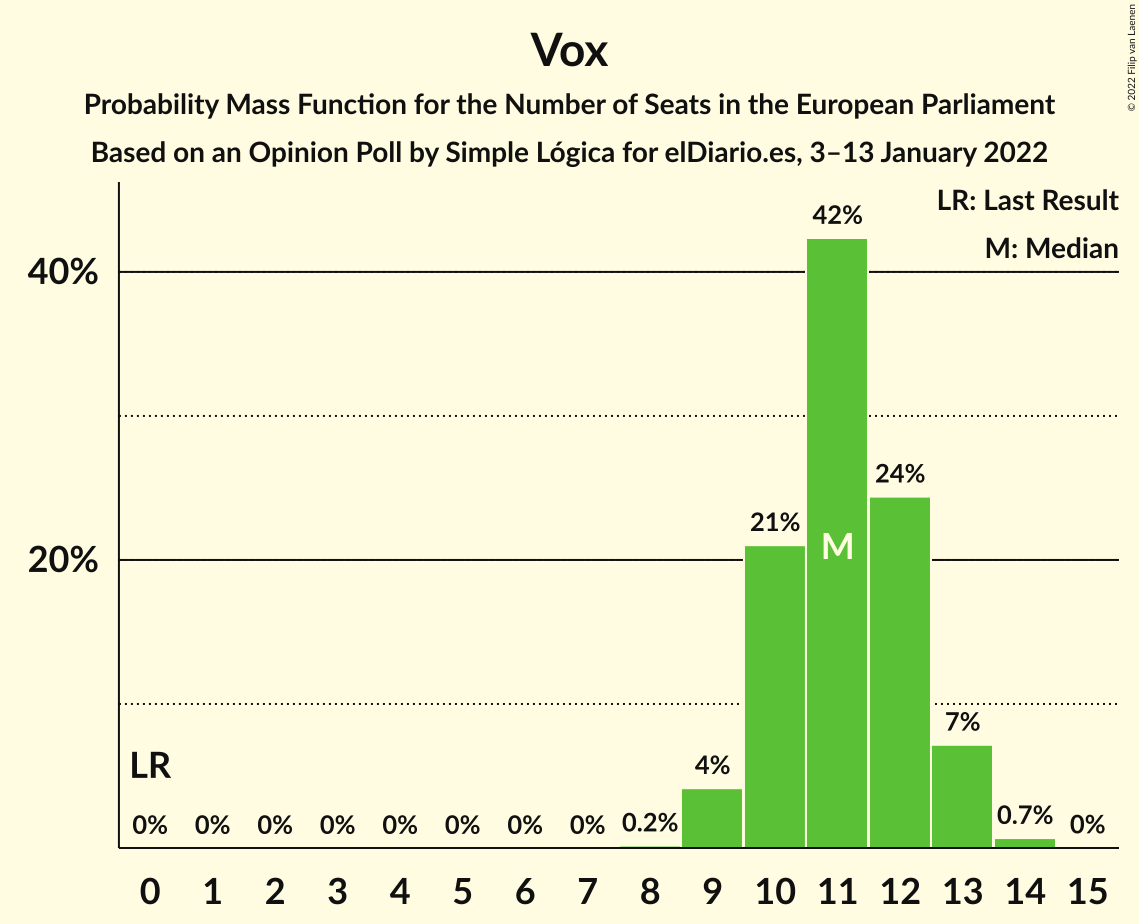 Vox
Probability Mass Function for the Number of Seats in the European Parliament
Based on an Opinion Poll by Simple Lógica for elDiario.es, 3–13 January 2022
© 2022 Filip van Laenen
LR: Last Result
M: Median
40%
20%
42%
24%
21%
M
7%
4%
LR
0% 0% 0% 0% 0% 0% 0% 0% 0.2% 0.7% 0%
0 1 2 3 4 5 6 7 8 9 10 11 12 13 14 15